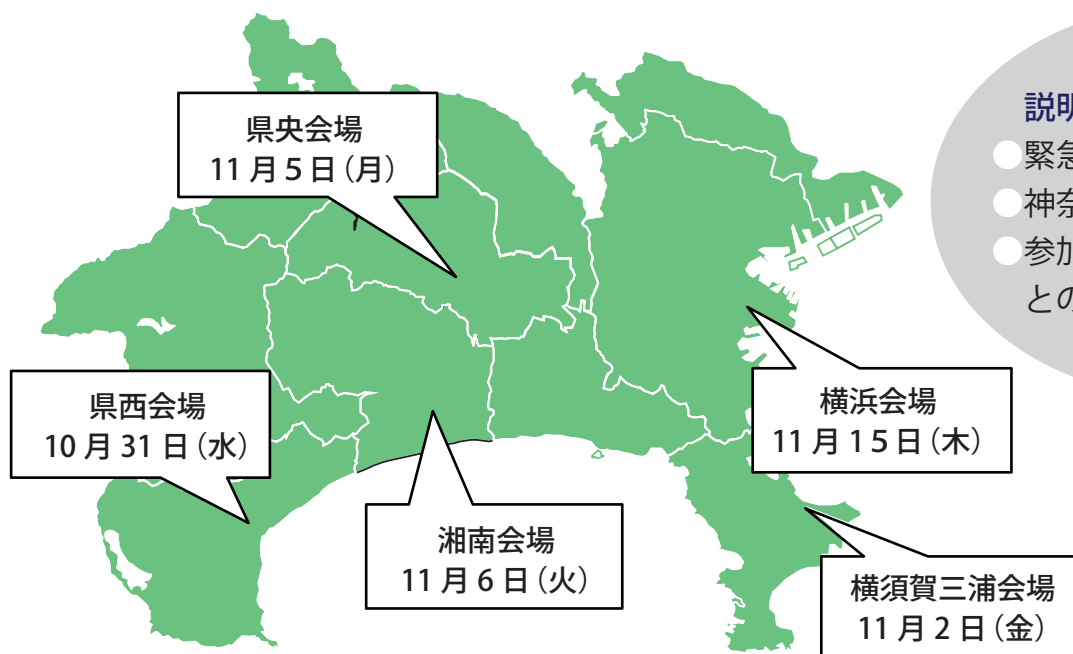 県央会場
11月5日(月)
説明
●緊急
●神奈
●参加
との
県西会場
10月31日(水)
横浜会場
11月15日(木)
湘南会場
11月6日(火)
横須賀三浦会場
11月2日(金)